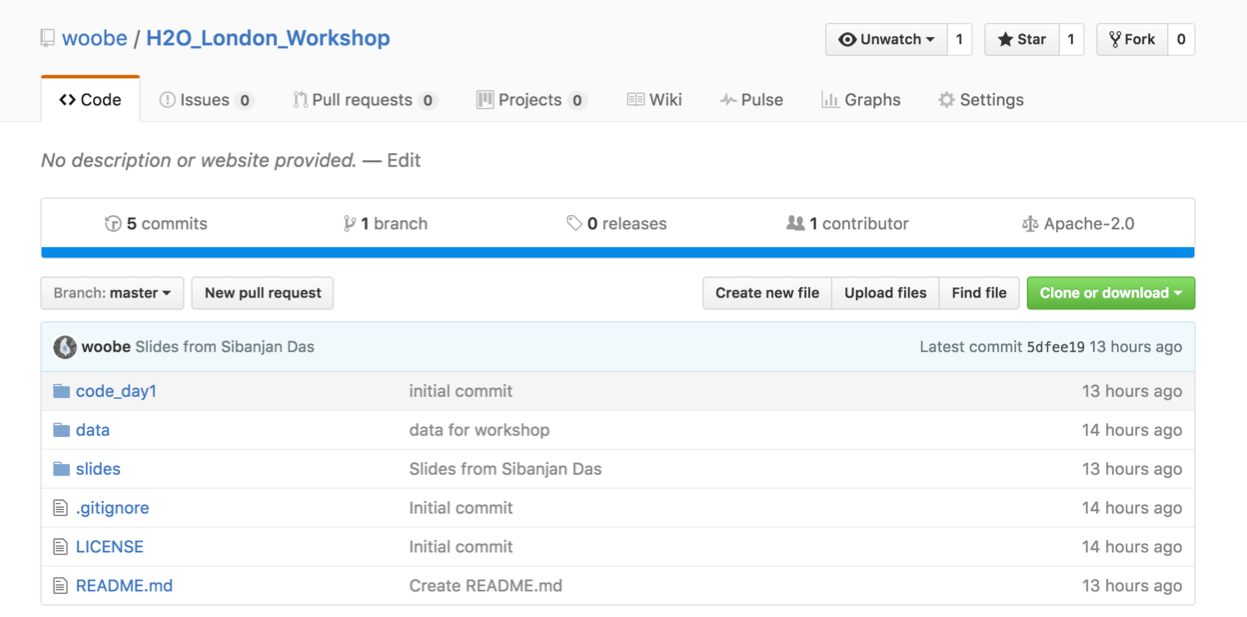 woobe / H2O_London_Workshop
Unwatch 1 Star 1 Fork 0
Code Issues 0 Pull requests 0 Projects 0 Wiki Pulse Graphs Settings
No description or website provided. — Edit
5 commits 1 branch 0 releases 1 contributor Apache-2.0
Branch: master New pull request Create new file Upload files Find file Clone or download
woobe Slides from Sibanjan Das Latest commit 5dfee19 13 hours ago
code_day1 initial commit 13 hours ago
data data for workshop 14 hours ago
slides Slides from Sibanjan Das 13 hours ago
.gitignore Initial commit 14 hours ago
LICENSE Initial commit 14 hours ago
README.md Create README.md 13 hours ago